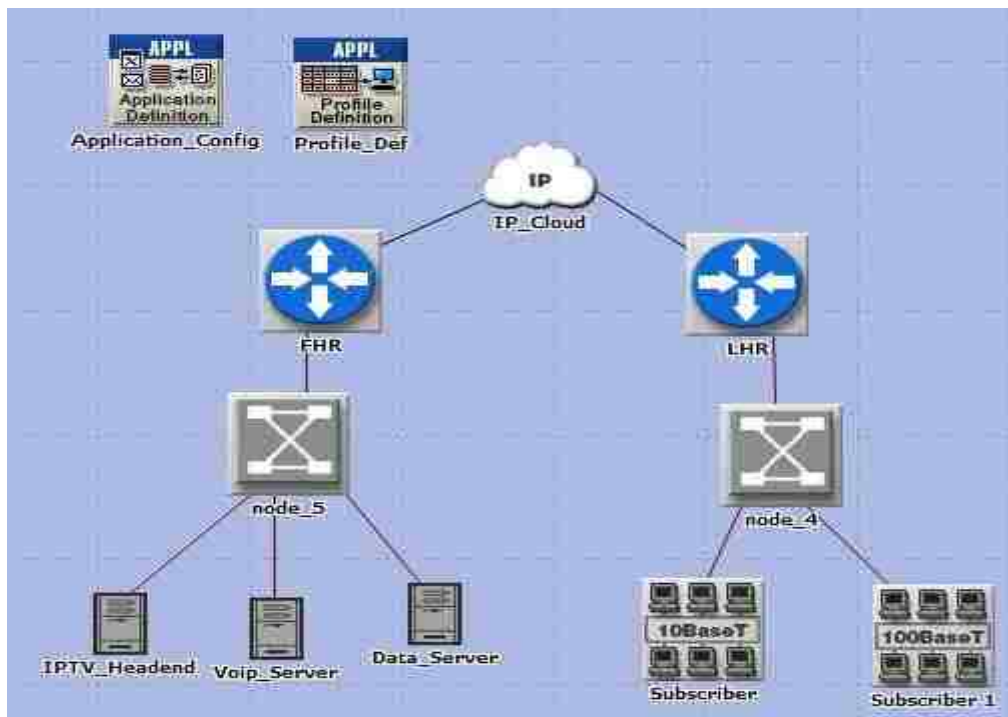 APPL
Application
Definition
Application_Config
APPL
Profile
Definition
Profile_Def
IP
IP_Cloud
FHR
LHR
node_5
node_4
IPTV_Headend
Voip_Server
Data_Server
10BaseT
Subscriber
100BaseT
Subscriber 1